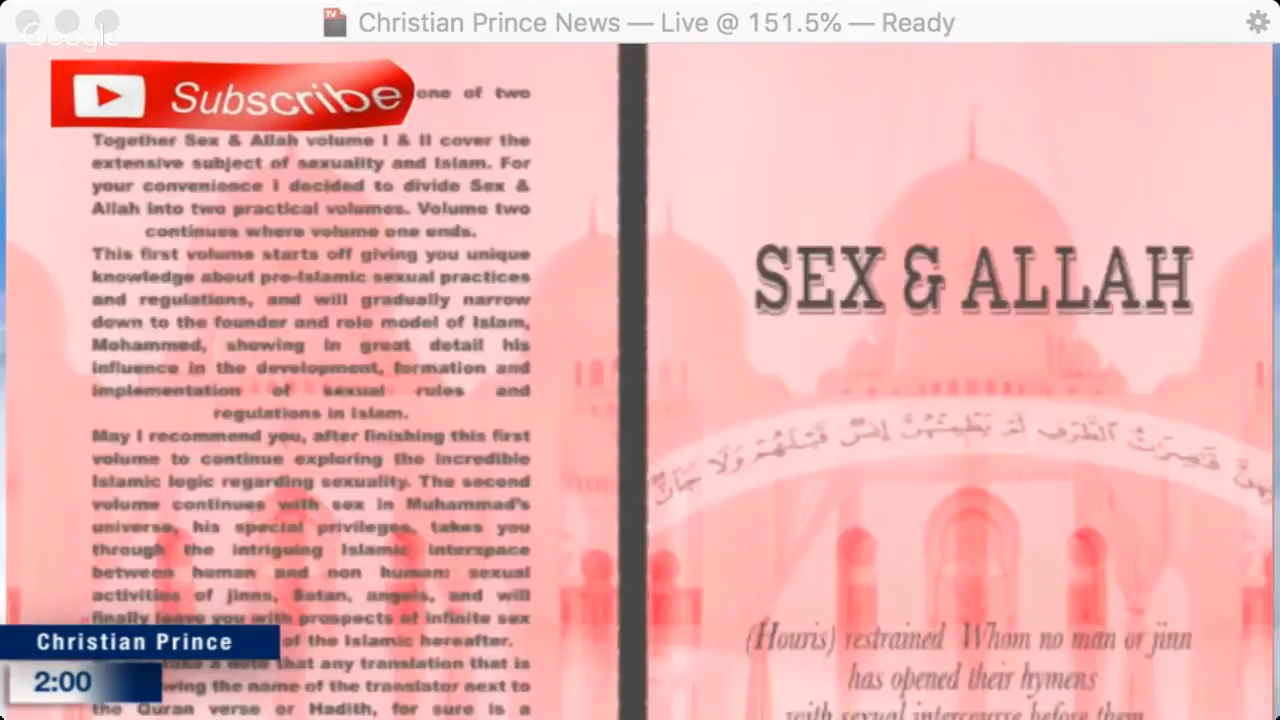 Christian Prince News — Live @ 151.5% — Ready
Google
Subscribe
one of two
Together Sex & Allah volume I & II cover the
extensive subject of sexuality and Islam. For
your convenience I decided to divide Sex &
Allah into two practical volumes. Volume two
continues where volume one ends.
This first volume starts off giving you unique
knowledge about pre-Islamic sexual practices
and regulations, and will gradually narrow
down to the founder and role model of Islam,
Mohammed, showing in great detail his
influence in the development, formation and
implementation of sexual rules and
regulations in Islam.
May I recommend you, after finishing this first
volume to continue exploring the incredible
Islamic logic regarding sexuality. The second
volume continues with sex in Muhammad's
universe, his special privileges, takes you
through the intriguing Islamic interspace
between human and non human: sexual
activities of jinns, Satan, angels, and will
finally leave you with prospects of infinite sex
of the Islamic hereafter.
a note that any translation that is
the name of the translator next to
the Quran verse or Hadith, for sure is a
Christian Prince
2:00
SEX & ALLAH
قَٰصِرَٰتُ ٱلطَّرْفِ لَمْ يَطْمِثْهُنَّ إِنسٌ قَبْلَهُمْ وَلَا جَآنٌّ
(Houris) restrained Whom no man or jinn
has opened their hymens
with sexual intercourse before them